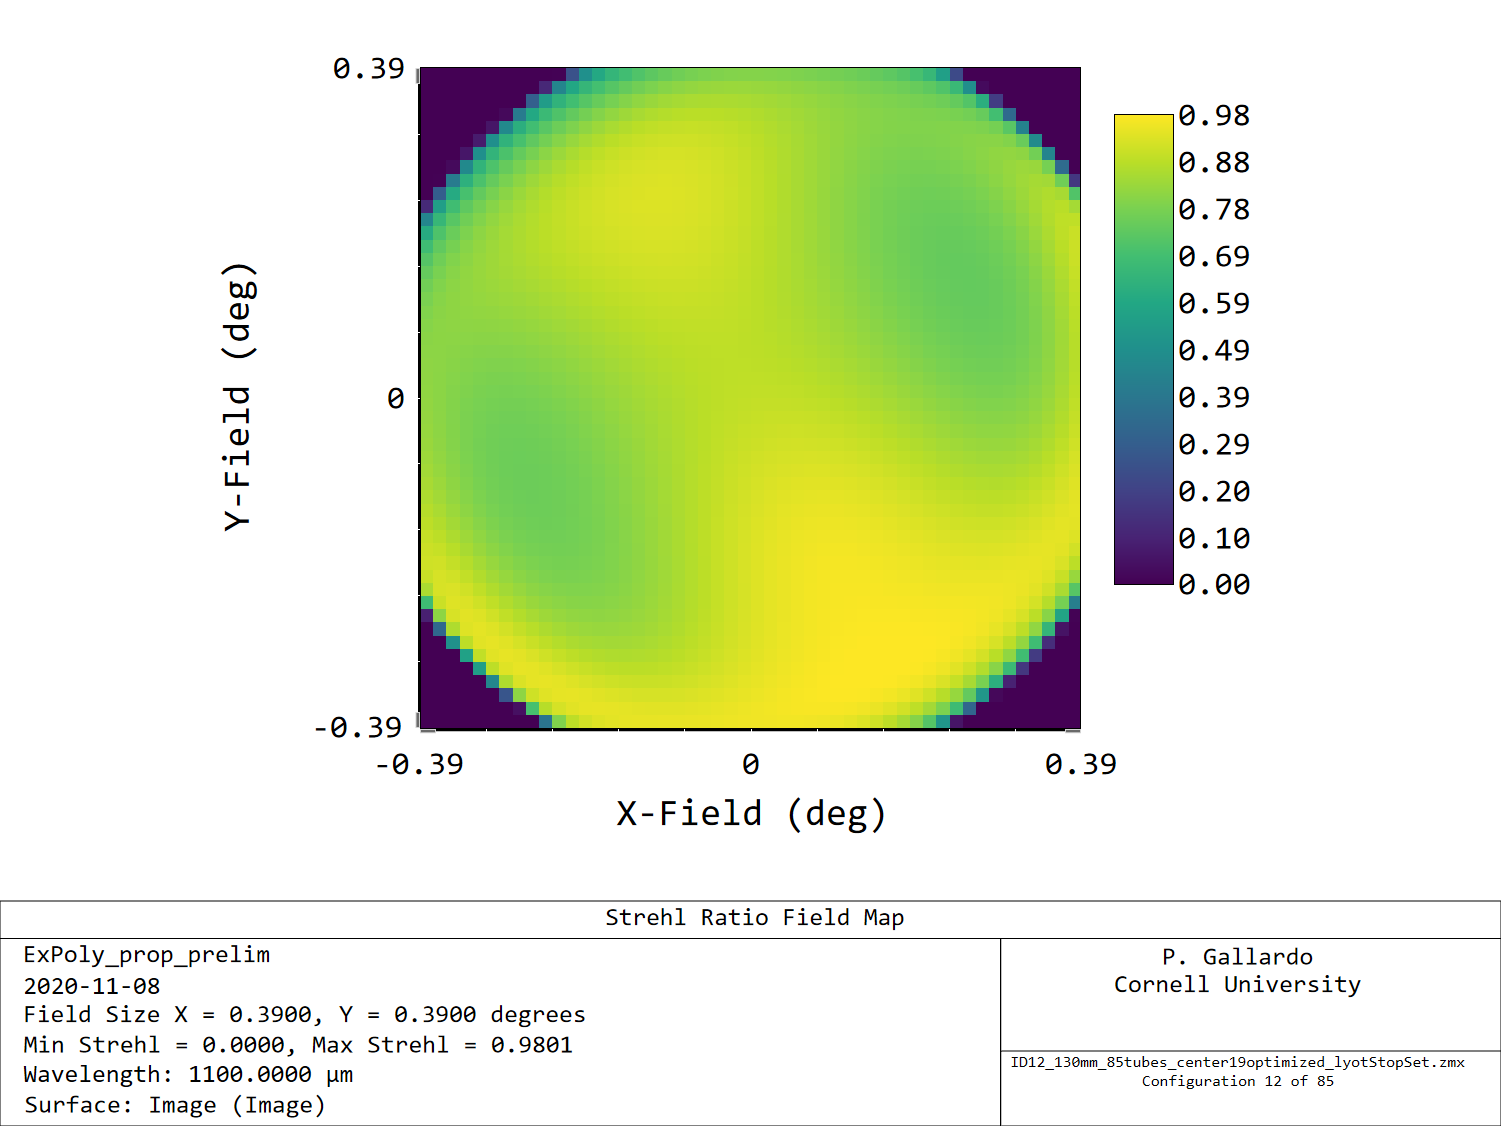 0.39
0
-0.39
Y-Field (deg)
-0.39
0
0.39
X-Field (deg)
0.98
0.88
0.78
0.69
0.59
0.49
0.39
0.29
0.20
0.10
0.00
Strehl Ratio Field Map
ExPoly_prop_prelim
2020-11-08
Field Size X = 0.3900, Y = 0.3900 degrees
Min Strehl = 0.0000, Max Strehl = 0.9801
Wavelength: 1100.0000 µm
Surface: Image (Image)
P. Gallardo
Cornell University
ID12_130mm_85tubes_center19optimized_lyotStopSet.zmx
Configuration 12 of 85